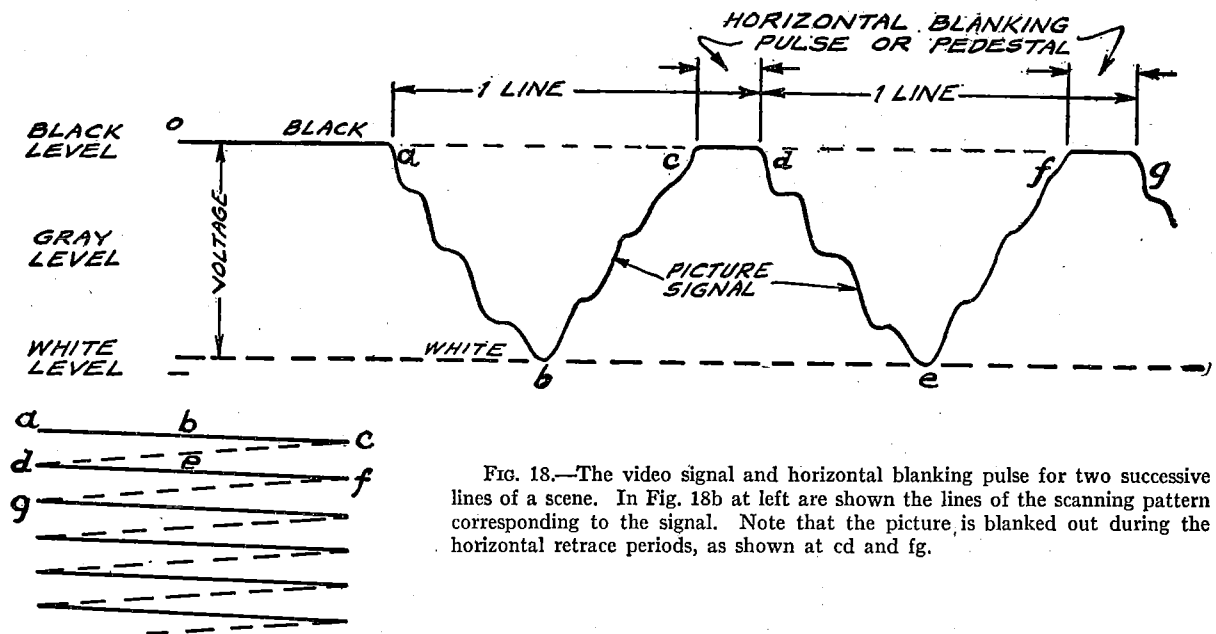 HORIZONTAL BLANKING
PULSE OR PEDESTAL
1 LINE
1 LINE
BLACK
LEVEL
o
BLACK
a
c
d
f
g
GRAY
LEVEL
VOLTAGE
PICTURE
SIGNAL
WHITE
LEVEL
WHITE
b
e
a
b
c
d
e
f
g
FIG. 18.—The video signal and horizontal blanking pulse for two successive
lines of a scene. In Fig. 18b at left are shown the lines of the scanning pattern
corresponding to the signal. Note that the picture is blanked out during the
horizontal retrace periods, as shown at cd and fg.